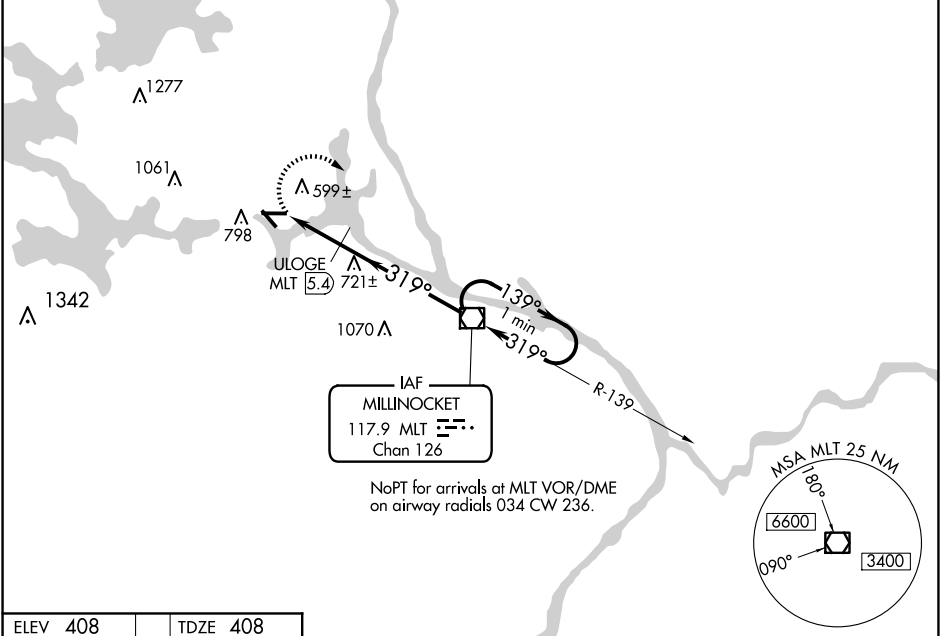 1277
1061
599±
798
ULOGE
MLT 5.4
721±
319°
1342
1070
139°
1 min
319°
R-139
IAF
MILLINOCKET
117.9 MLT
Chan 126
NoPT for arrivals at MLT VOR/DME
on airway radials 034 CW 236.
MSA MLT 25 NM
180°
6600
090°
3400
ELEV 408
TDZE 408